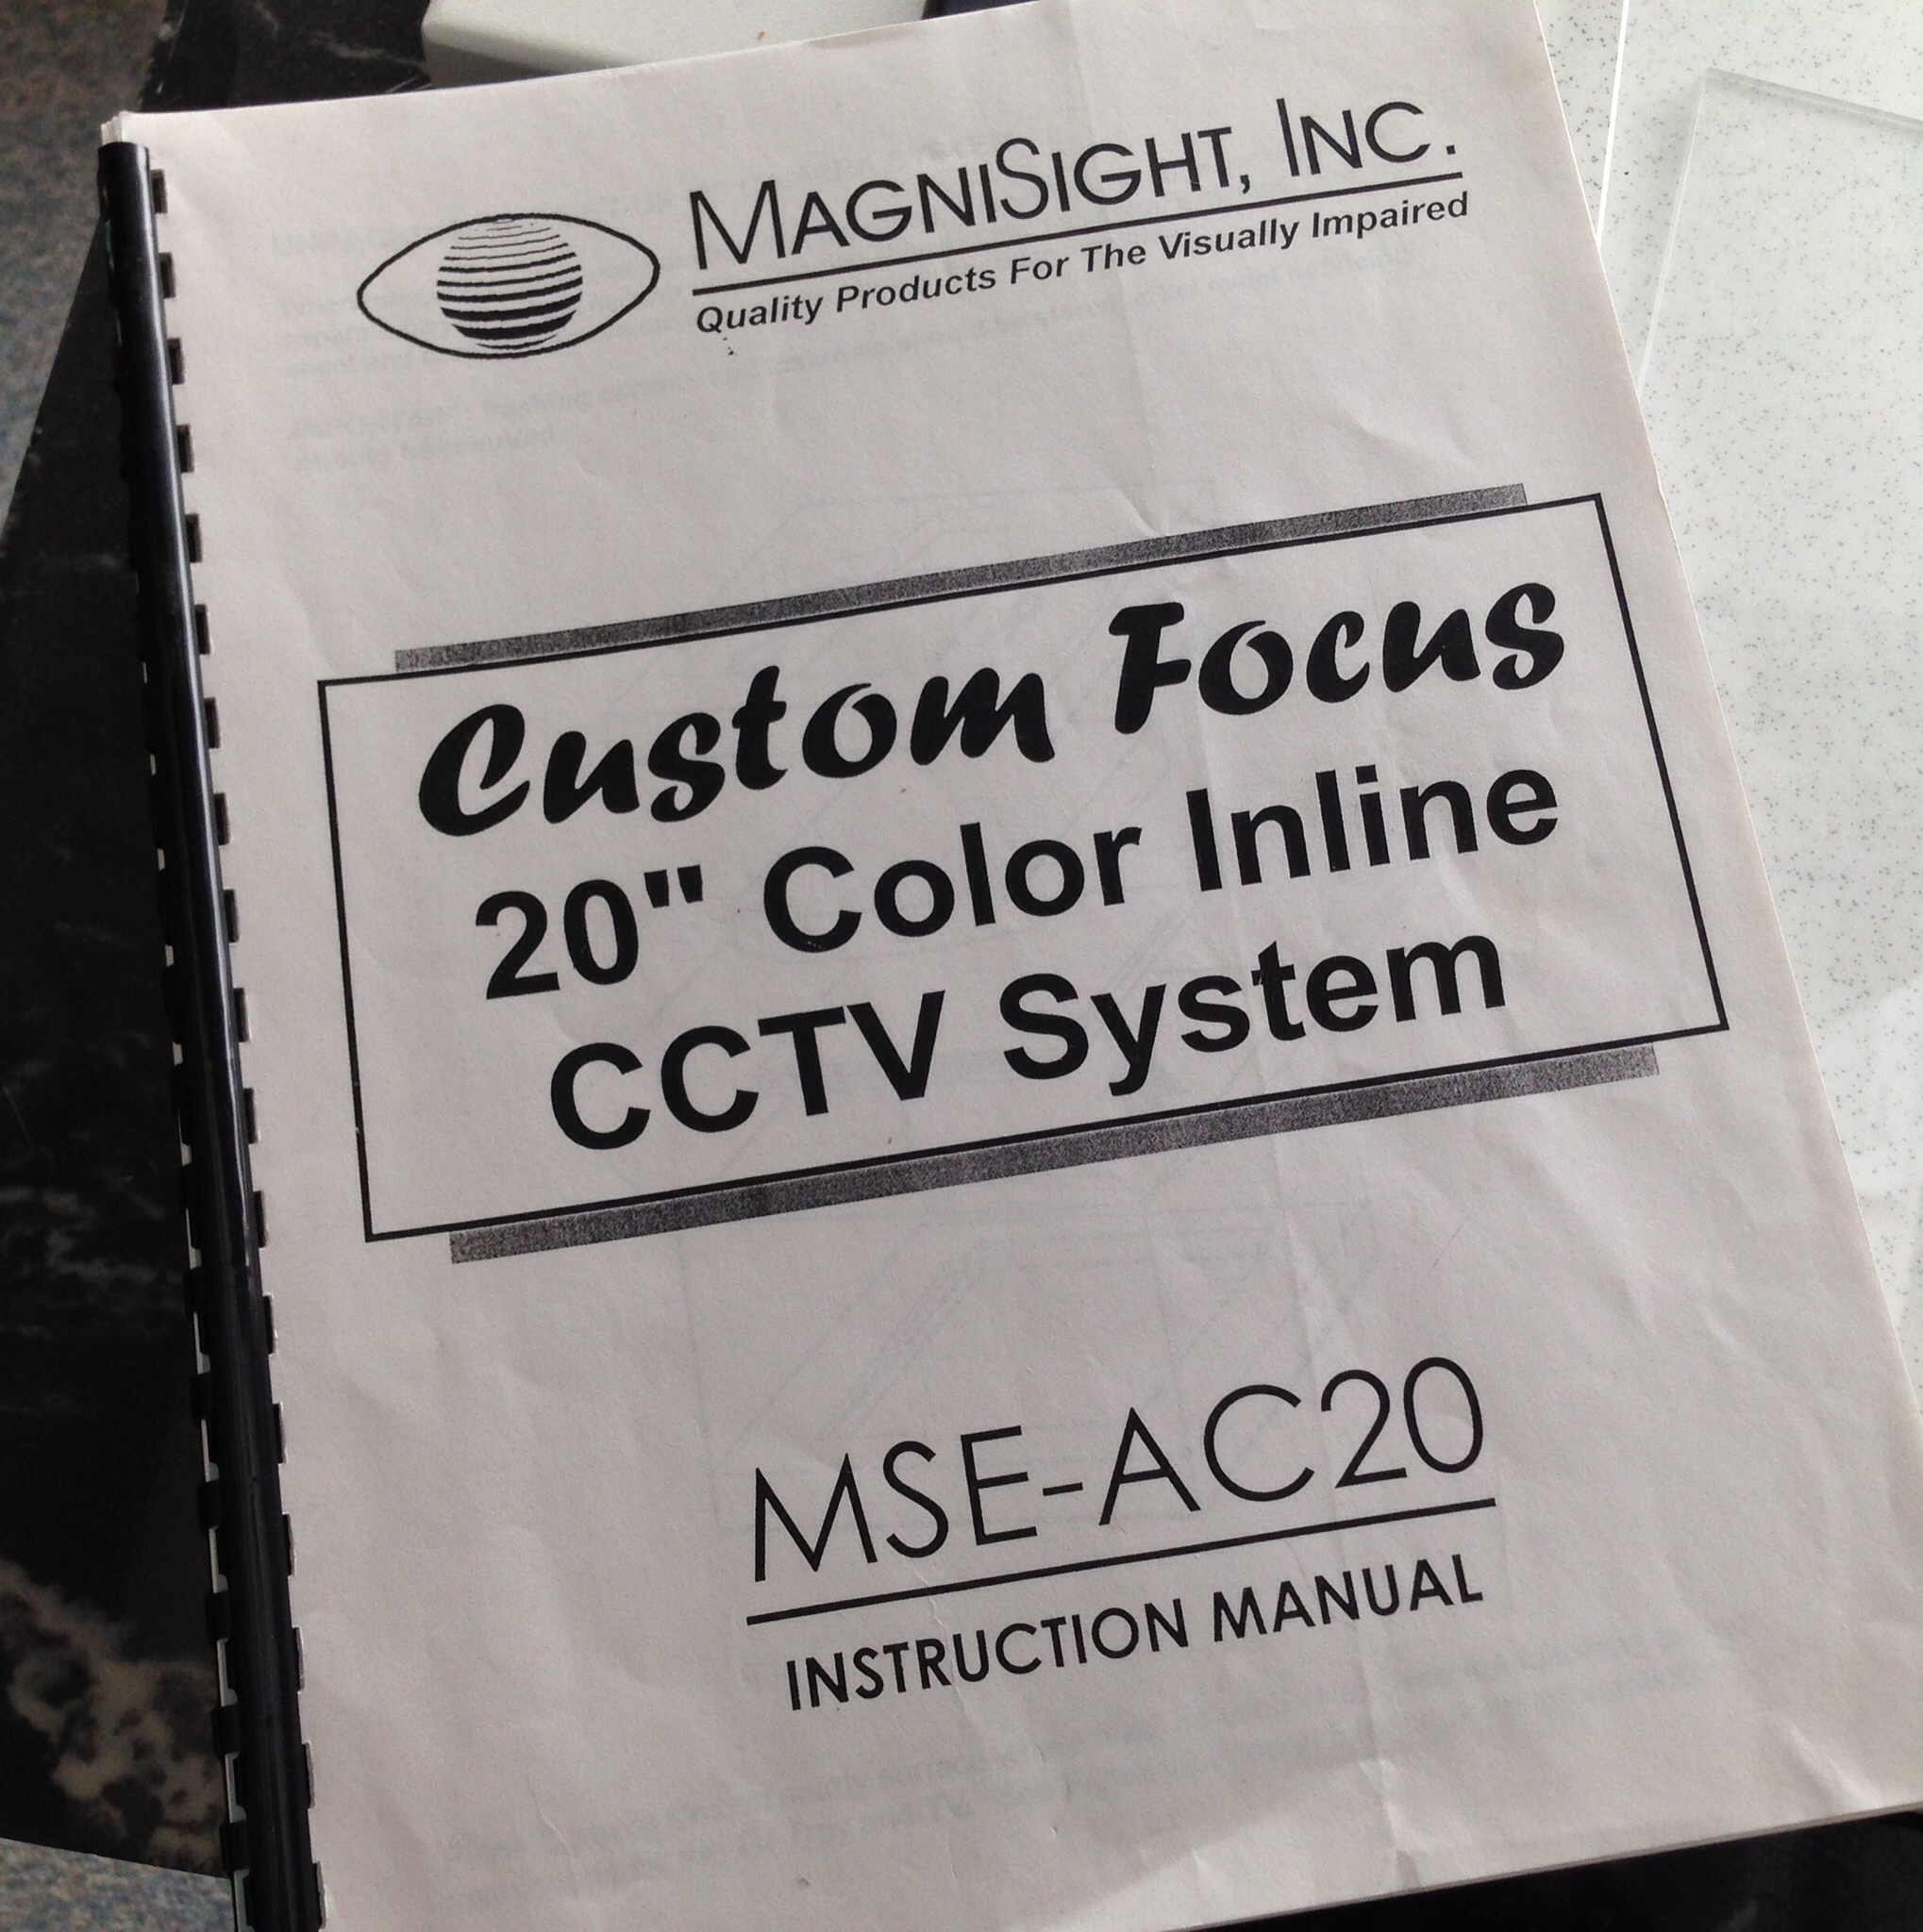 MAGNISIGHT, INC.
Quality Products For The Visually Impaired
Custom Focus
20" Color Inline
CCTV System
MSE-AC20
INSTRUCTION MANUAL